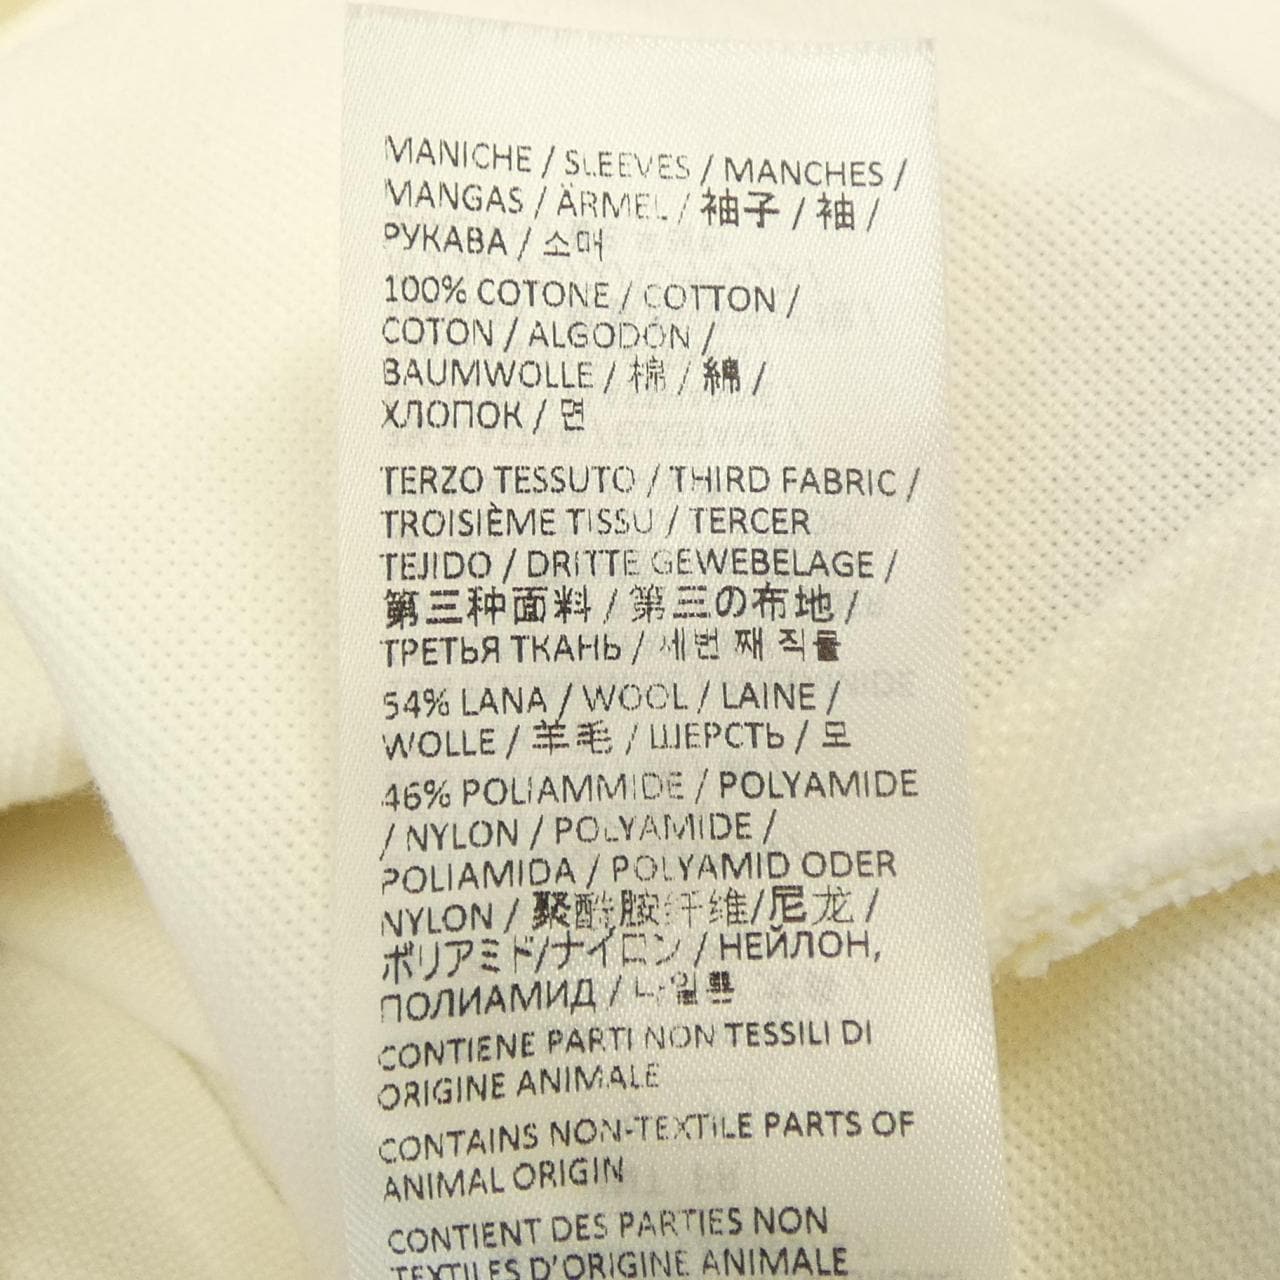 MANICHE / SLEEVES / MANCHES /
MANGAS / ÄRMEL / 袖子 / 袖 /
РУКАВА / 소매
100% COTONE / COTTON /
COTON / ALGODÓN /
BAUMWOLLE / 棉 / 綿 /
ХЛОПОК / 면
TERZO TESSUTO / THIRD FABRIC /
TROISIÈME TISSU / TERCER
TEJIDO / DRITTE GEWEBELAGE /
第三种面料 / 第三の布地 /
ТРЕТЬЯ ТКАНЬ / 세번 째 직물
54% LANA / WOOL / LAINE /
WOLLE / 羊毛 / ШЕРСТЬ / 모
46% POLIAMMIDE / POLYAMIDE
/ NYLON / POLYAMIDE /
POLIAMIDA / POLYAMID ODER
NYLON / 聚酰胺纤维/尼龙 /
ポリアミド/ナイロン / НЕЙЛОН,
ПОЛИАМИД / 나일론
CONTIENE PARTI NON TESSILI DI
ORIGINE ANIMALE
CONTAINS NON-TEXTILE PARTS OF
ANIMAL ORIGIN
CONTIENT DES PARTIES NON
TEXTILES D'ORIGINE ANIMALE